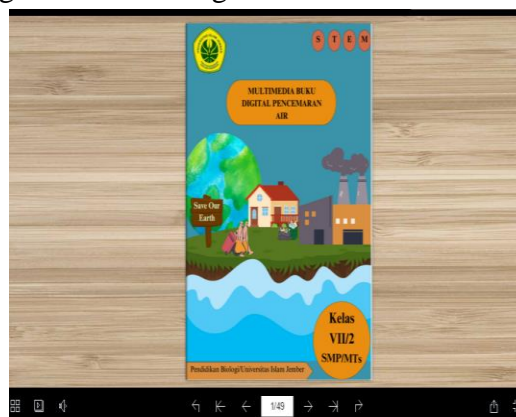 S T E M
MULTIMEDIA BUKU
DIGITAL PENCEMARAN
AIR
Save Our
Earth
Kelas
VII/2
SMP/MTs
Pendidikan Biologi/Universitas Islam Jember
1/49